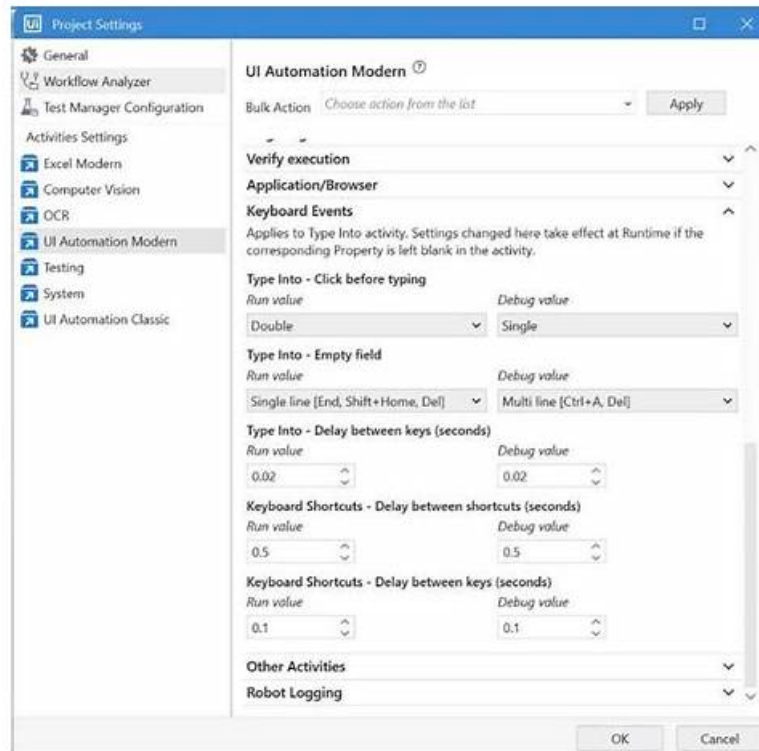 Ui Project Settings
General
Workflow Analyzer
Test Manager Configuration
Activities Settings
Excel Modern
Computer Vision
OCR
UI Automation Modern
Testing
System
UI Automation Classic
UI Automation Modern ?
Bulk Action Choose action from the list Apply
Verify execution
Application/Browser
Keyboard Events
Applies to Type Into activity. Settings changed here take effect at Runtime if the
corresponding Property is left blank in the activity.
Type Into - Click before typing
Run value Debug value
Double Single
Type Into - Empty field
Run value Debug value
Single line [End, Shift+Home, Del] Multi line [Ctrl+A, Del]
Type Into - Delay between keys (seconds)
Run value Debug value
0.02 0.02
Keyboard Shortcuts - Delay between shortcuts (seconds)
Run value Debug value
0.5 0.5
Keyboard Shortcuts - Delay between keys (seconds)
Run value Debug value
0.1 0.1
Other Activities
Robot Logging
OK Cancel